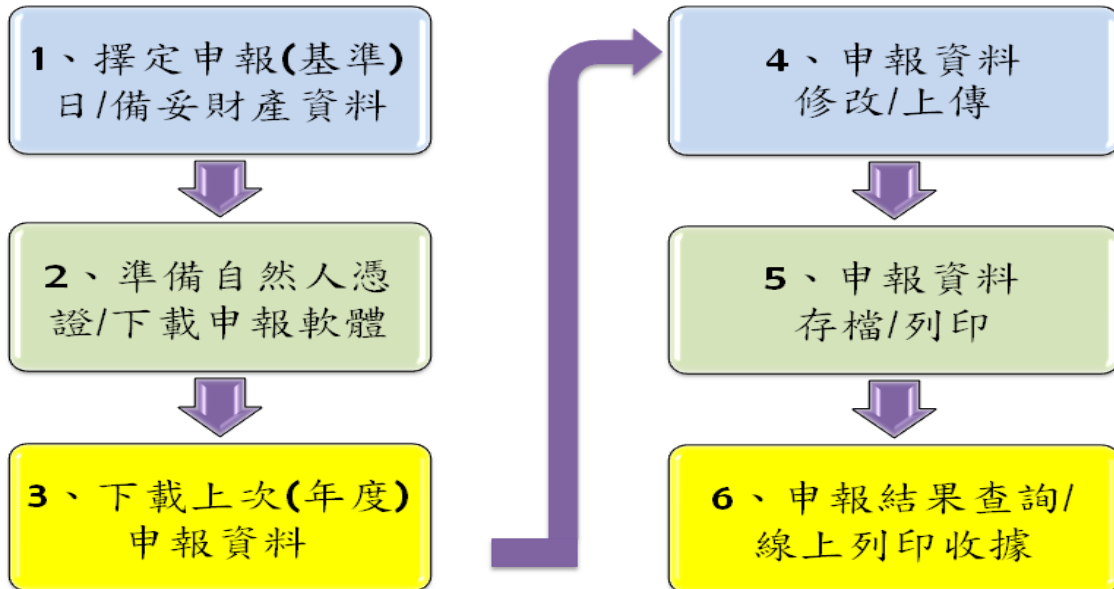 1、擇定申報(基準)
日/備妥財產資料
2、準備自然人憑
證/下載申報軟體
3、下載上次(年度)
申報資料
4、申報資料
修改/上傳
5、申報資料
存檔/列印
6、申報結果查詢/
線上列印收據